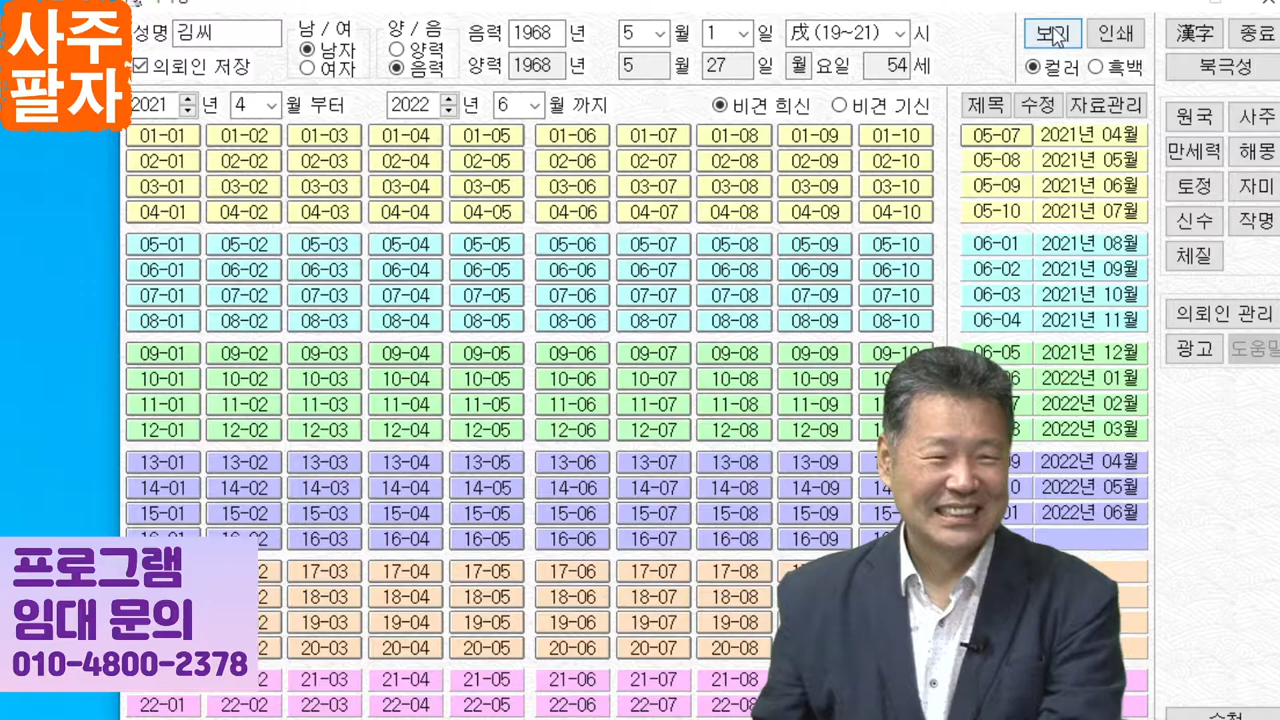 사주
팔자
성명 김씨 남 / 여 양 / 음 음력 1968 년 5 월 1 일 戌(19~21) 시 보기 인쇄 漢字 종료
의뢰인 저장 남자 여자 양력 음력 양력 1968 년 5 월 27 일 월 요일 54 세 컬러 흑백 북극성
2021 년 4 월 부터 2022 년 6 월 까지 비견 희신 비견 기신 제목 수정 자료관리
01-01 01-02 01-03 01-04 01-05 01-06 01-07 01-08 01-09 01-10 05-07 2021년 04월 원국 사주
02-01 02-02 02-03 02-04 02-05 02-06 02-07 02-08 02-09 02-10 05-08 2021년 05월 만세력 해몽
03-01 03-02 03-03 03-04 03-05 03-06 03-07 03-08 03-09 03-10 05-09 2021년 06월 토정 자미
04-01 04-02 04-03 04-04 04-05 04-06 04-07 04-08 04-09 04-10 05-10 2021년 07월 신수 작명
05-01 05-02 05-03 05-04 05-05 05-06 05-07 05-08 05-09 05-10 06-01 2021년 08월 체질
06-01 06-02 06-03 06-04 06-05 06-06 06-07 06-08 06-09 06-10 06-02 2021년 09월
07-01 07-02 07-03 07-04 07-05 07-06 07-07 07-08 07-09 07-10 06-03 2021년 10월
08-01 08-02 08-03 08-04 08-05 08-06 08-07 08-08 08-09 08-10 06-04 2021년 11월 의뢰인 관리
09-01 09-02 09-03 09-04 09-05 09-06 09-07 09-08 09-09 09-10 06-05 2021년 12월 광고 도움말
10-01 10-02 10-03 10-04 10-05 10-06 10-07 10-08 10-09 2022년 01월
11-01 11-02 11-03 11-04 11-05 11-06 11-07 11-08 11-09 2022년 02월
12-01 12-02 12-03 12-04 12-05 12-06 12-07 12-08 12-09 2022년 03월
13-01 13-02 13-03 13-04 13-05 13-06 13-07 13-08 13-09 2022년 04월
14-01 14-02 14-03 14-04 14-05 14-06 14-07 14-08 14-09 2022년 05월
15-01 15-02 15-03 15-04 15-05 15-06 15-07 15-08 15-09 2022년 06월
16-01 16-02 16-03 16-04 16-05 16-06 16-07 16-08 16-09
17-03 17-04 17-05 17-06 17-07 17-08
18-03 18-04 18-05 18-06 18-07 18-08
19-03 19-04 19-05 19-06 19-07 19-08
20-03 20-04 20-05 20-06 20-07 20-08
21-03 21-04 21-05 21-06 21-07 21-08
22-01 22-02 22-03 22-04 22-05 22-06 22-07 22-08
프로그램
임대 문의
010-4800-2378